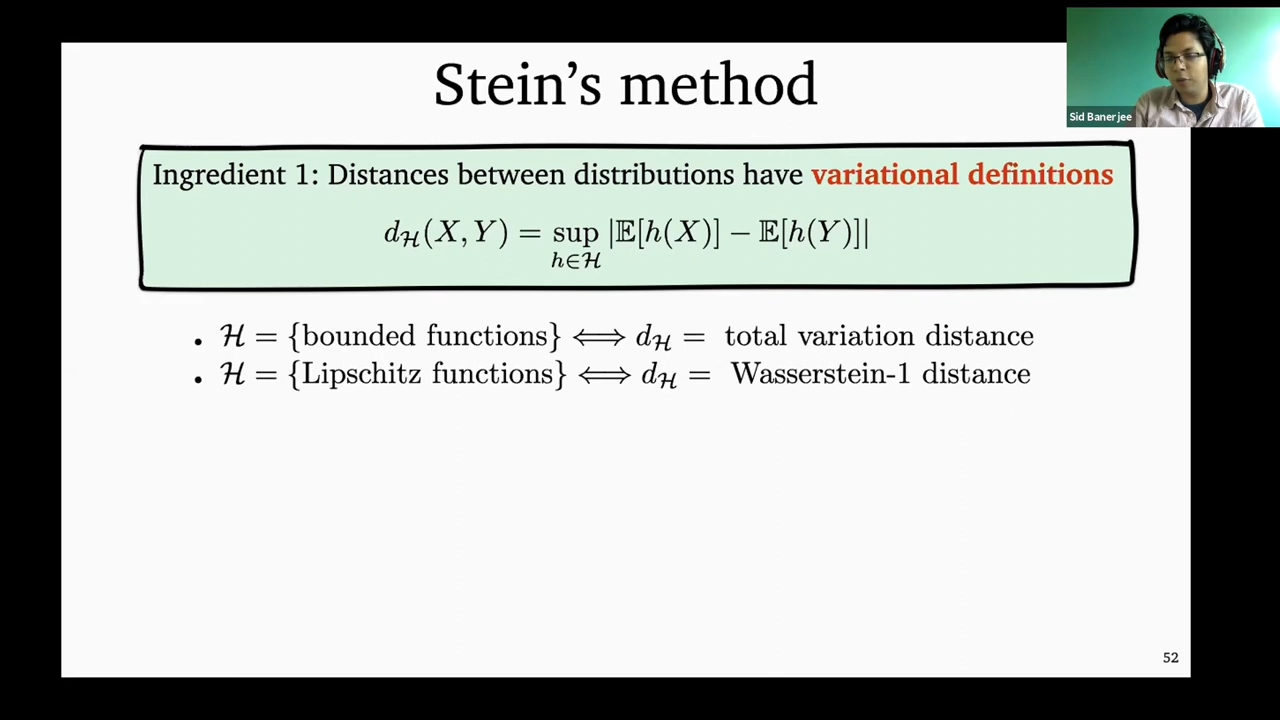 Stein's method
Sid Banerjee
Ingredient 1: Distances between distributions have variational definitions
d_ℋ(X, Y) = sup_{h∈ℋ} |𝔼[h(X)] − 𝔼[h(Y)]|
• ℋ = {bounded functions} ⟺ d_ℋ = total variation distance
• ℋ = {Lipschitz functions} ⟺ d_ℋ = Wasserstein-1 distance
52